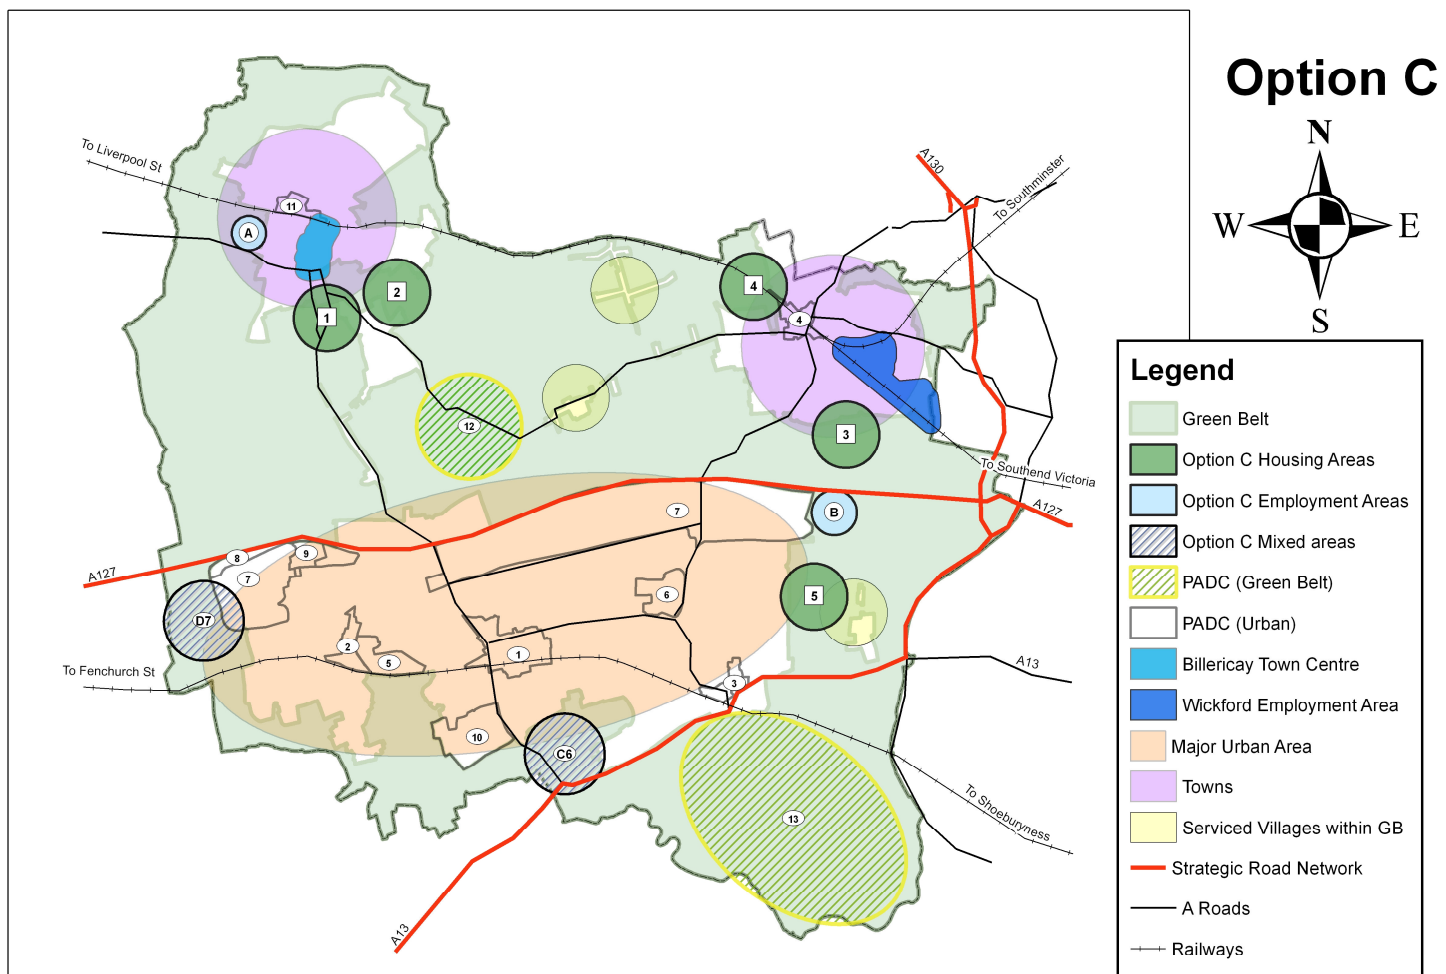 Option C
N
W
E
S
A130
To Southminster
To Liverpool St
11
A
2
4
1
4
12
3
To Southend Victoria
A127
7
B
8
9
A127
7
6
5
D7
2
5
1
To Fenchurch St
A13
3
10
C6
To Shoeburyness
13
A13
Legend
Green Belt
Option C Housing Areas
Option C Employment Areas
Option C Mixed areas
PADC (Green Belt)
PADC (Urban)
Billericay Town Centre
Wickford Employment Area
Major Urban Area
Towns
Serviced Villages within GB
Strategic Road Network
A Roads
Railways